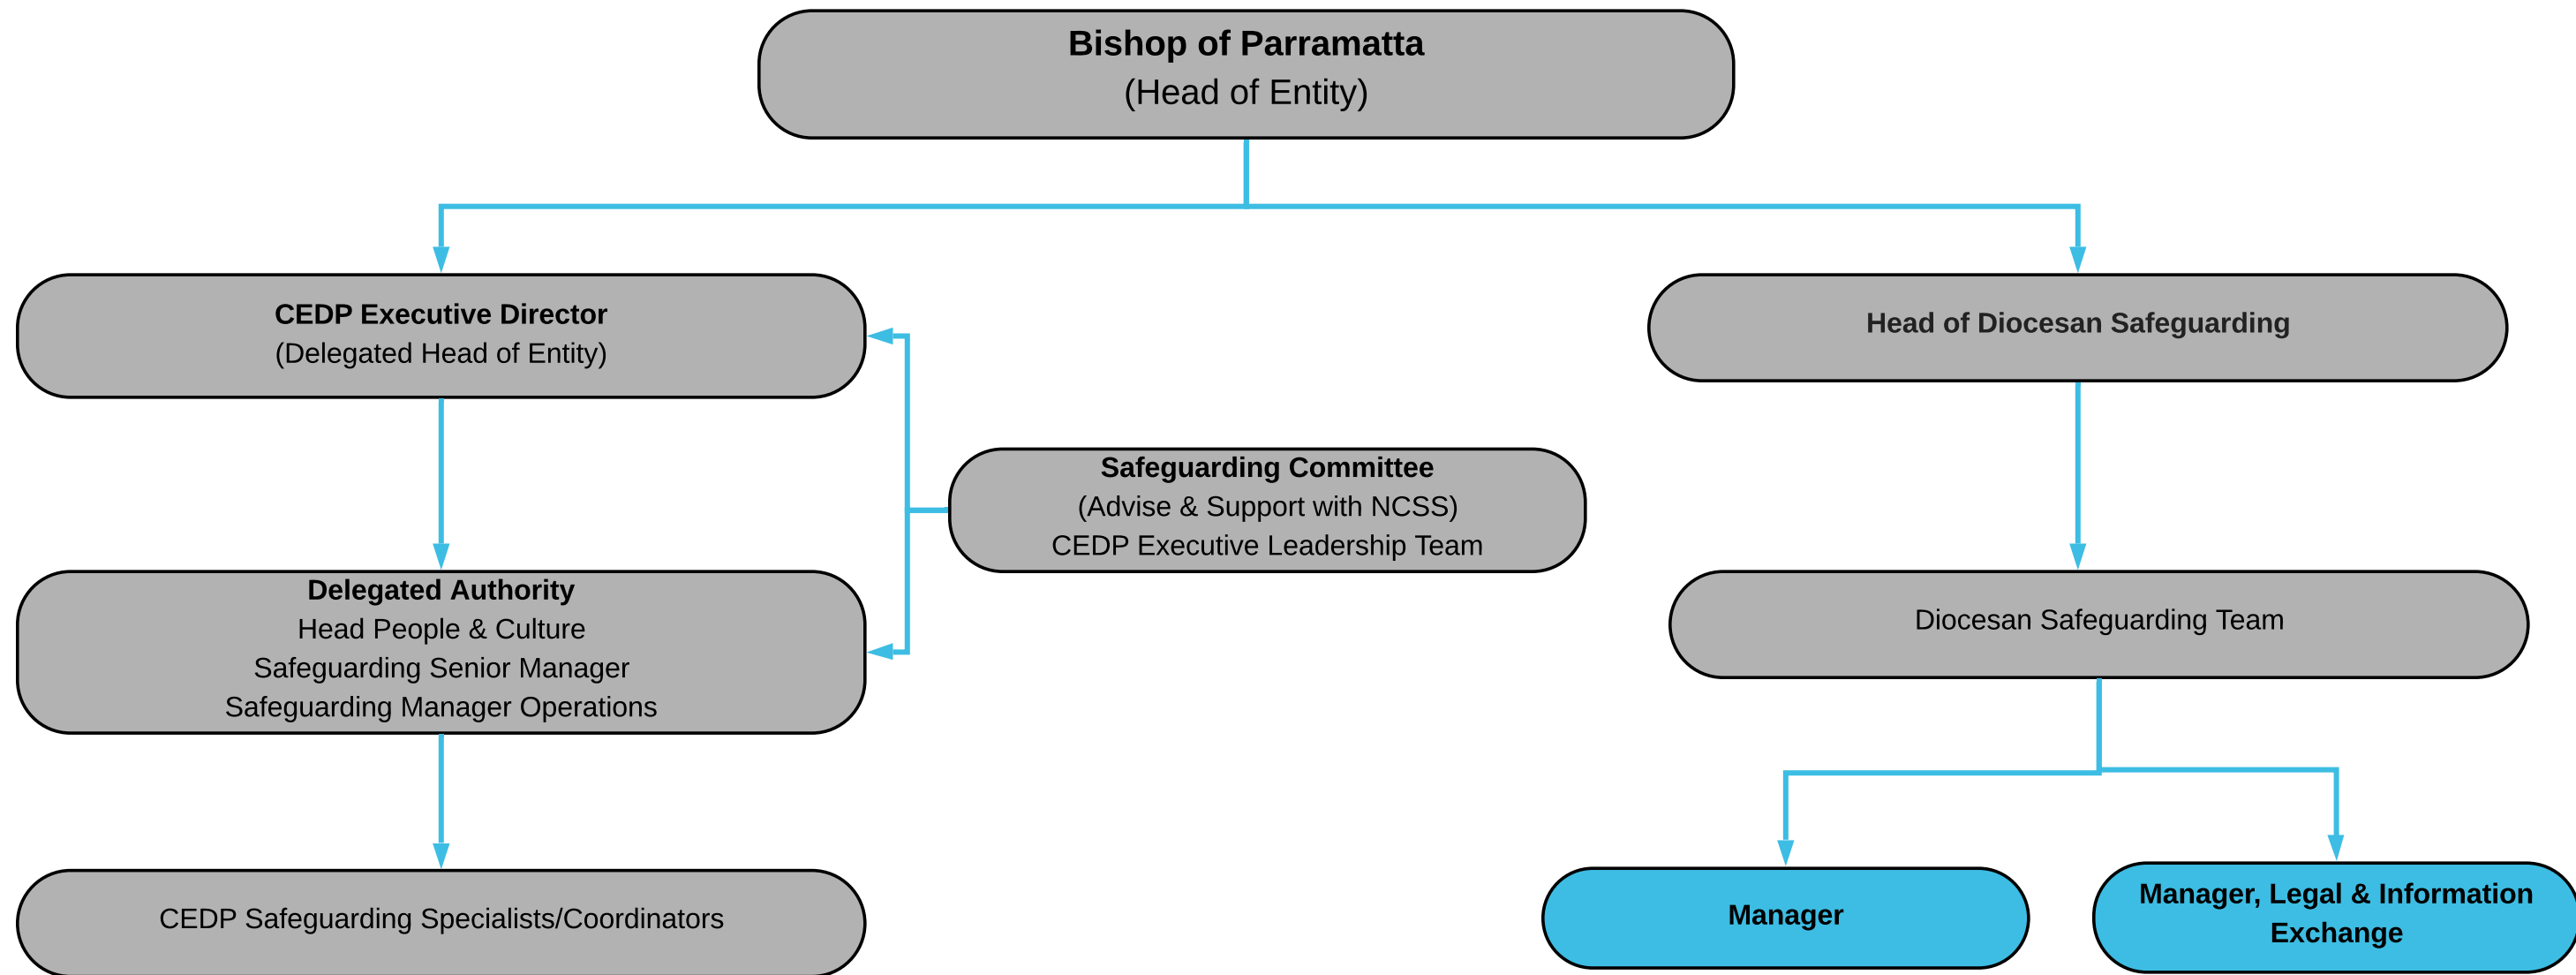 Bishop of Parramatta
(Head of Entity)
CEDP Executive Director
(Delegated Head of Entity)
Head of Diocesan Safeguarding
Safeguarding Committee
(Advise & Support with NCSS)
CEDP Executive Leadership Team
Delegated Authority
Head People & Culture
Safeguarding Senior Manager
Safeguarding Manager Operations
Diocesan Safeguarding Team
CEDP Safeguarding Specialists/Coordinators
Manager
Manager, Legal & Information
Exchange